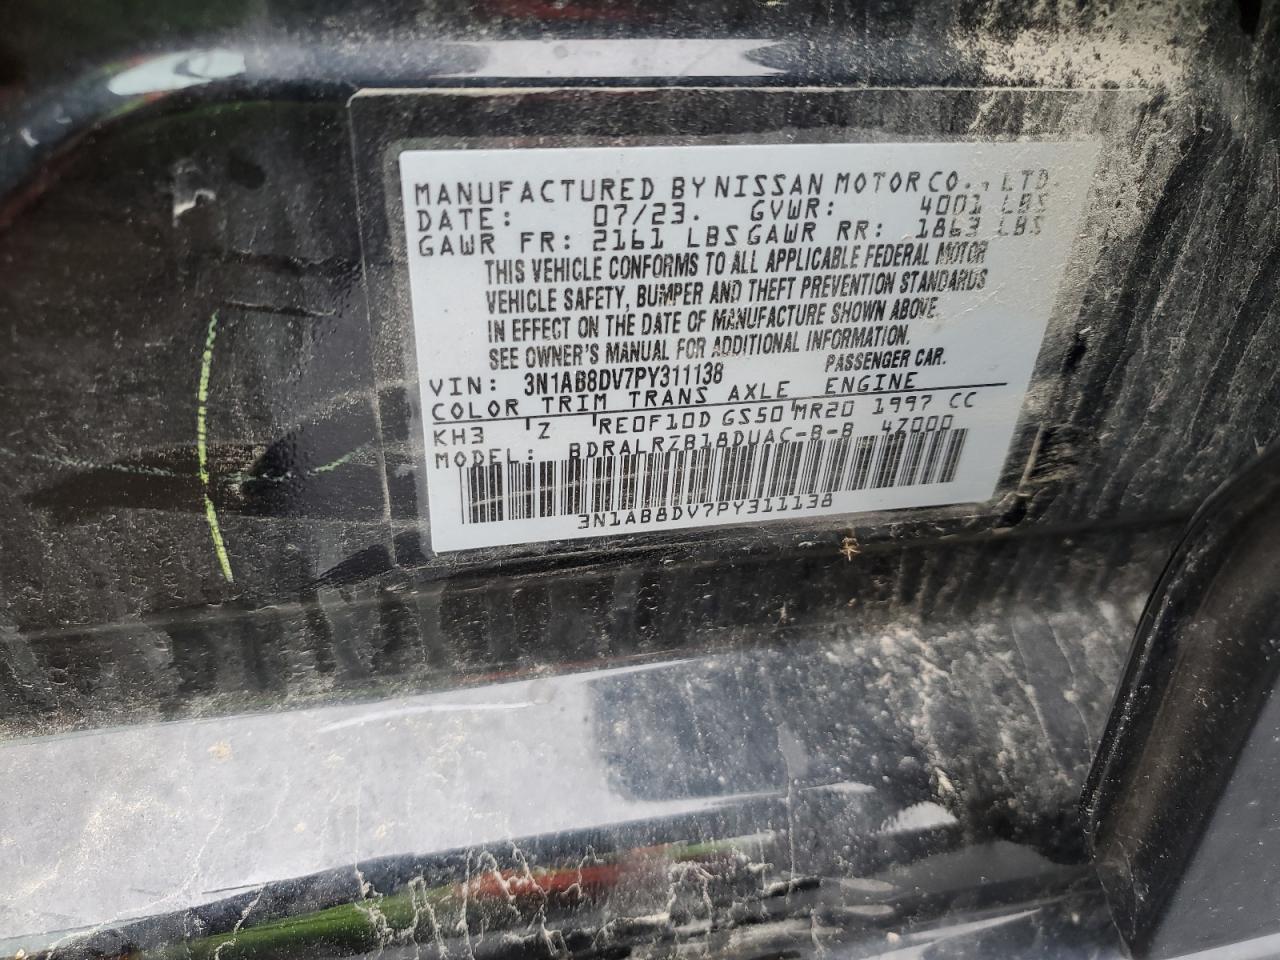 MANUFACTURED BY NISSAN MOTOR CO., LTD.
DATE: 07/23. GVWR: 4001 LBS
GAWR FR: 2161 LBS GAWR RR: 1863 LBS
THIS VEHICLE CONFORMS TO ALL APPLICABLE FEDERAL MOTOR
VEHICLE SAFETY, BUMPER AND THEFT PREVENTION STANDARDS
IN EFFECT ON THE DATE OF MANUFACTURE SHOWN ABOVE.
SEE OWNER'S MANUAL FOR ADDITIONAL INFORMATION.
VIN: 3N1AB8DV7PY311138 PASSENGER CAR.
COLOR TRIM TRANS AXLE ENGINE
KH3 Z RE0F10D GS50 MR20 1997 CC
MODEL: BDRALRZB18DUAC-B-B 47000
3N1AB8DV7PY311138